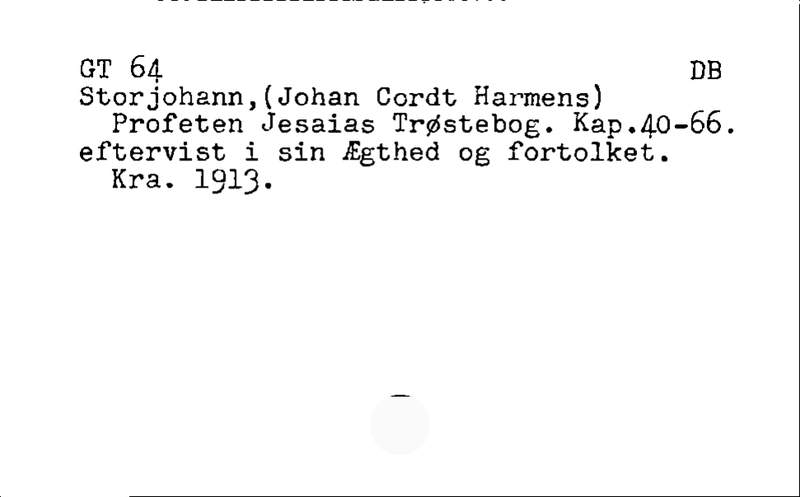 GT 64 DB
Storjohann,(Johan Cordt Harmens)
Profeten Jesaias Trøstebog. Kap.40-66.
eftervist i sin Ægthed og fortolket.
Kra. 1913.